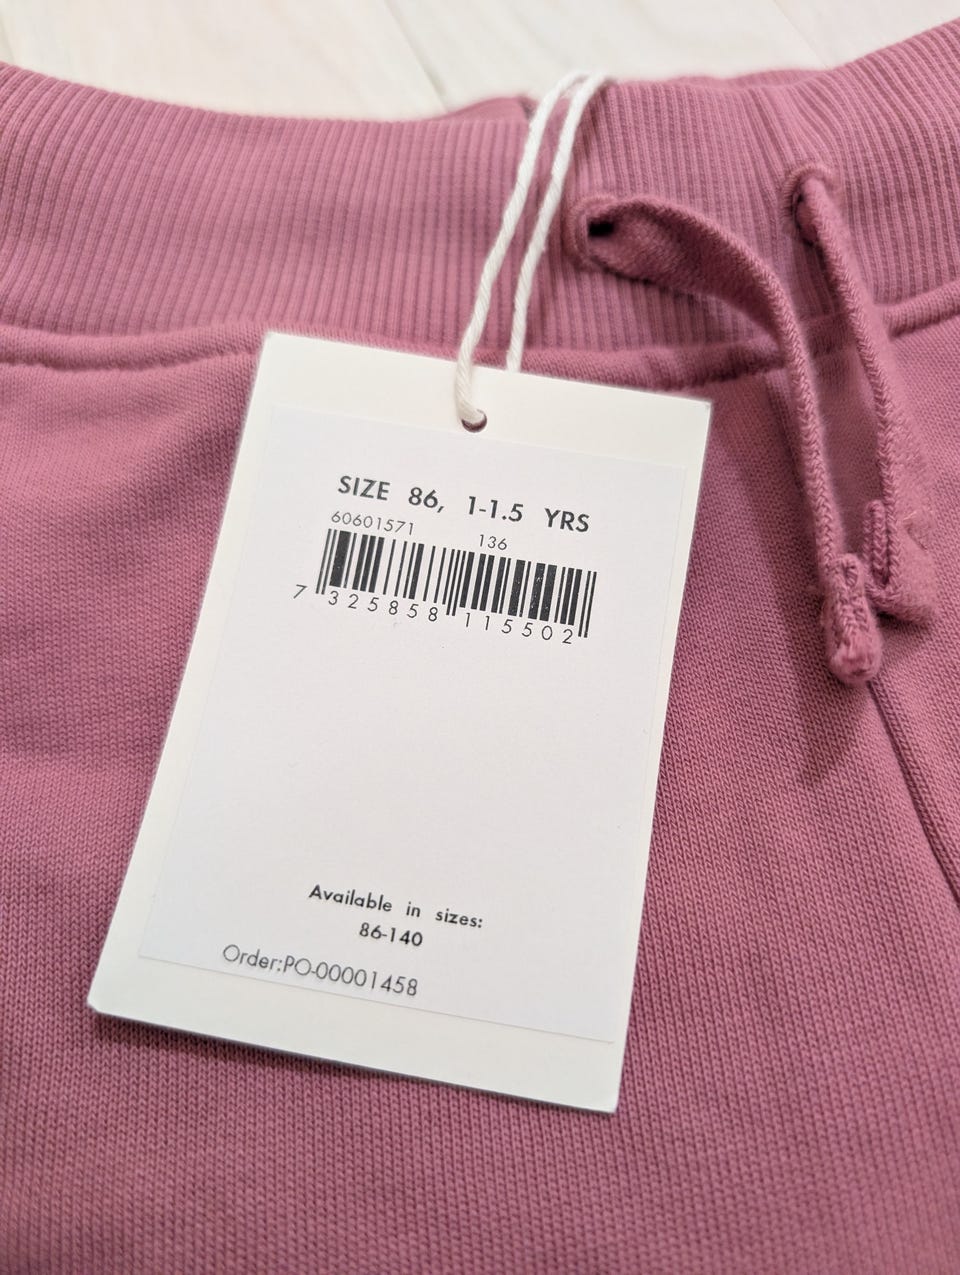 SIZE 86, 1-1.5 YRS
60601571 136
7 325858 115502
Available in sizes:
86-140
Order:PO-00001458